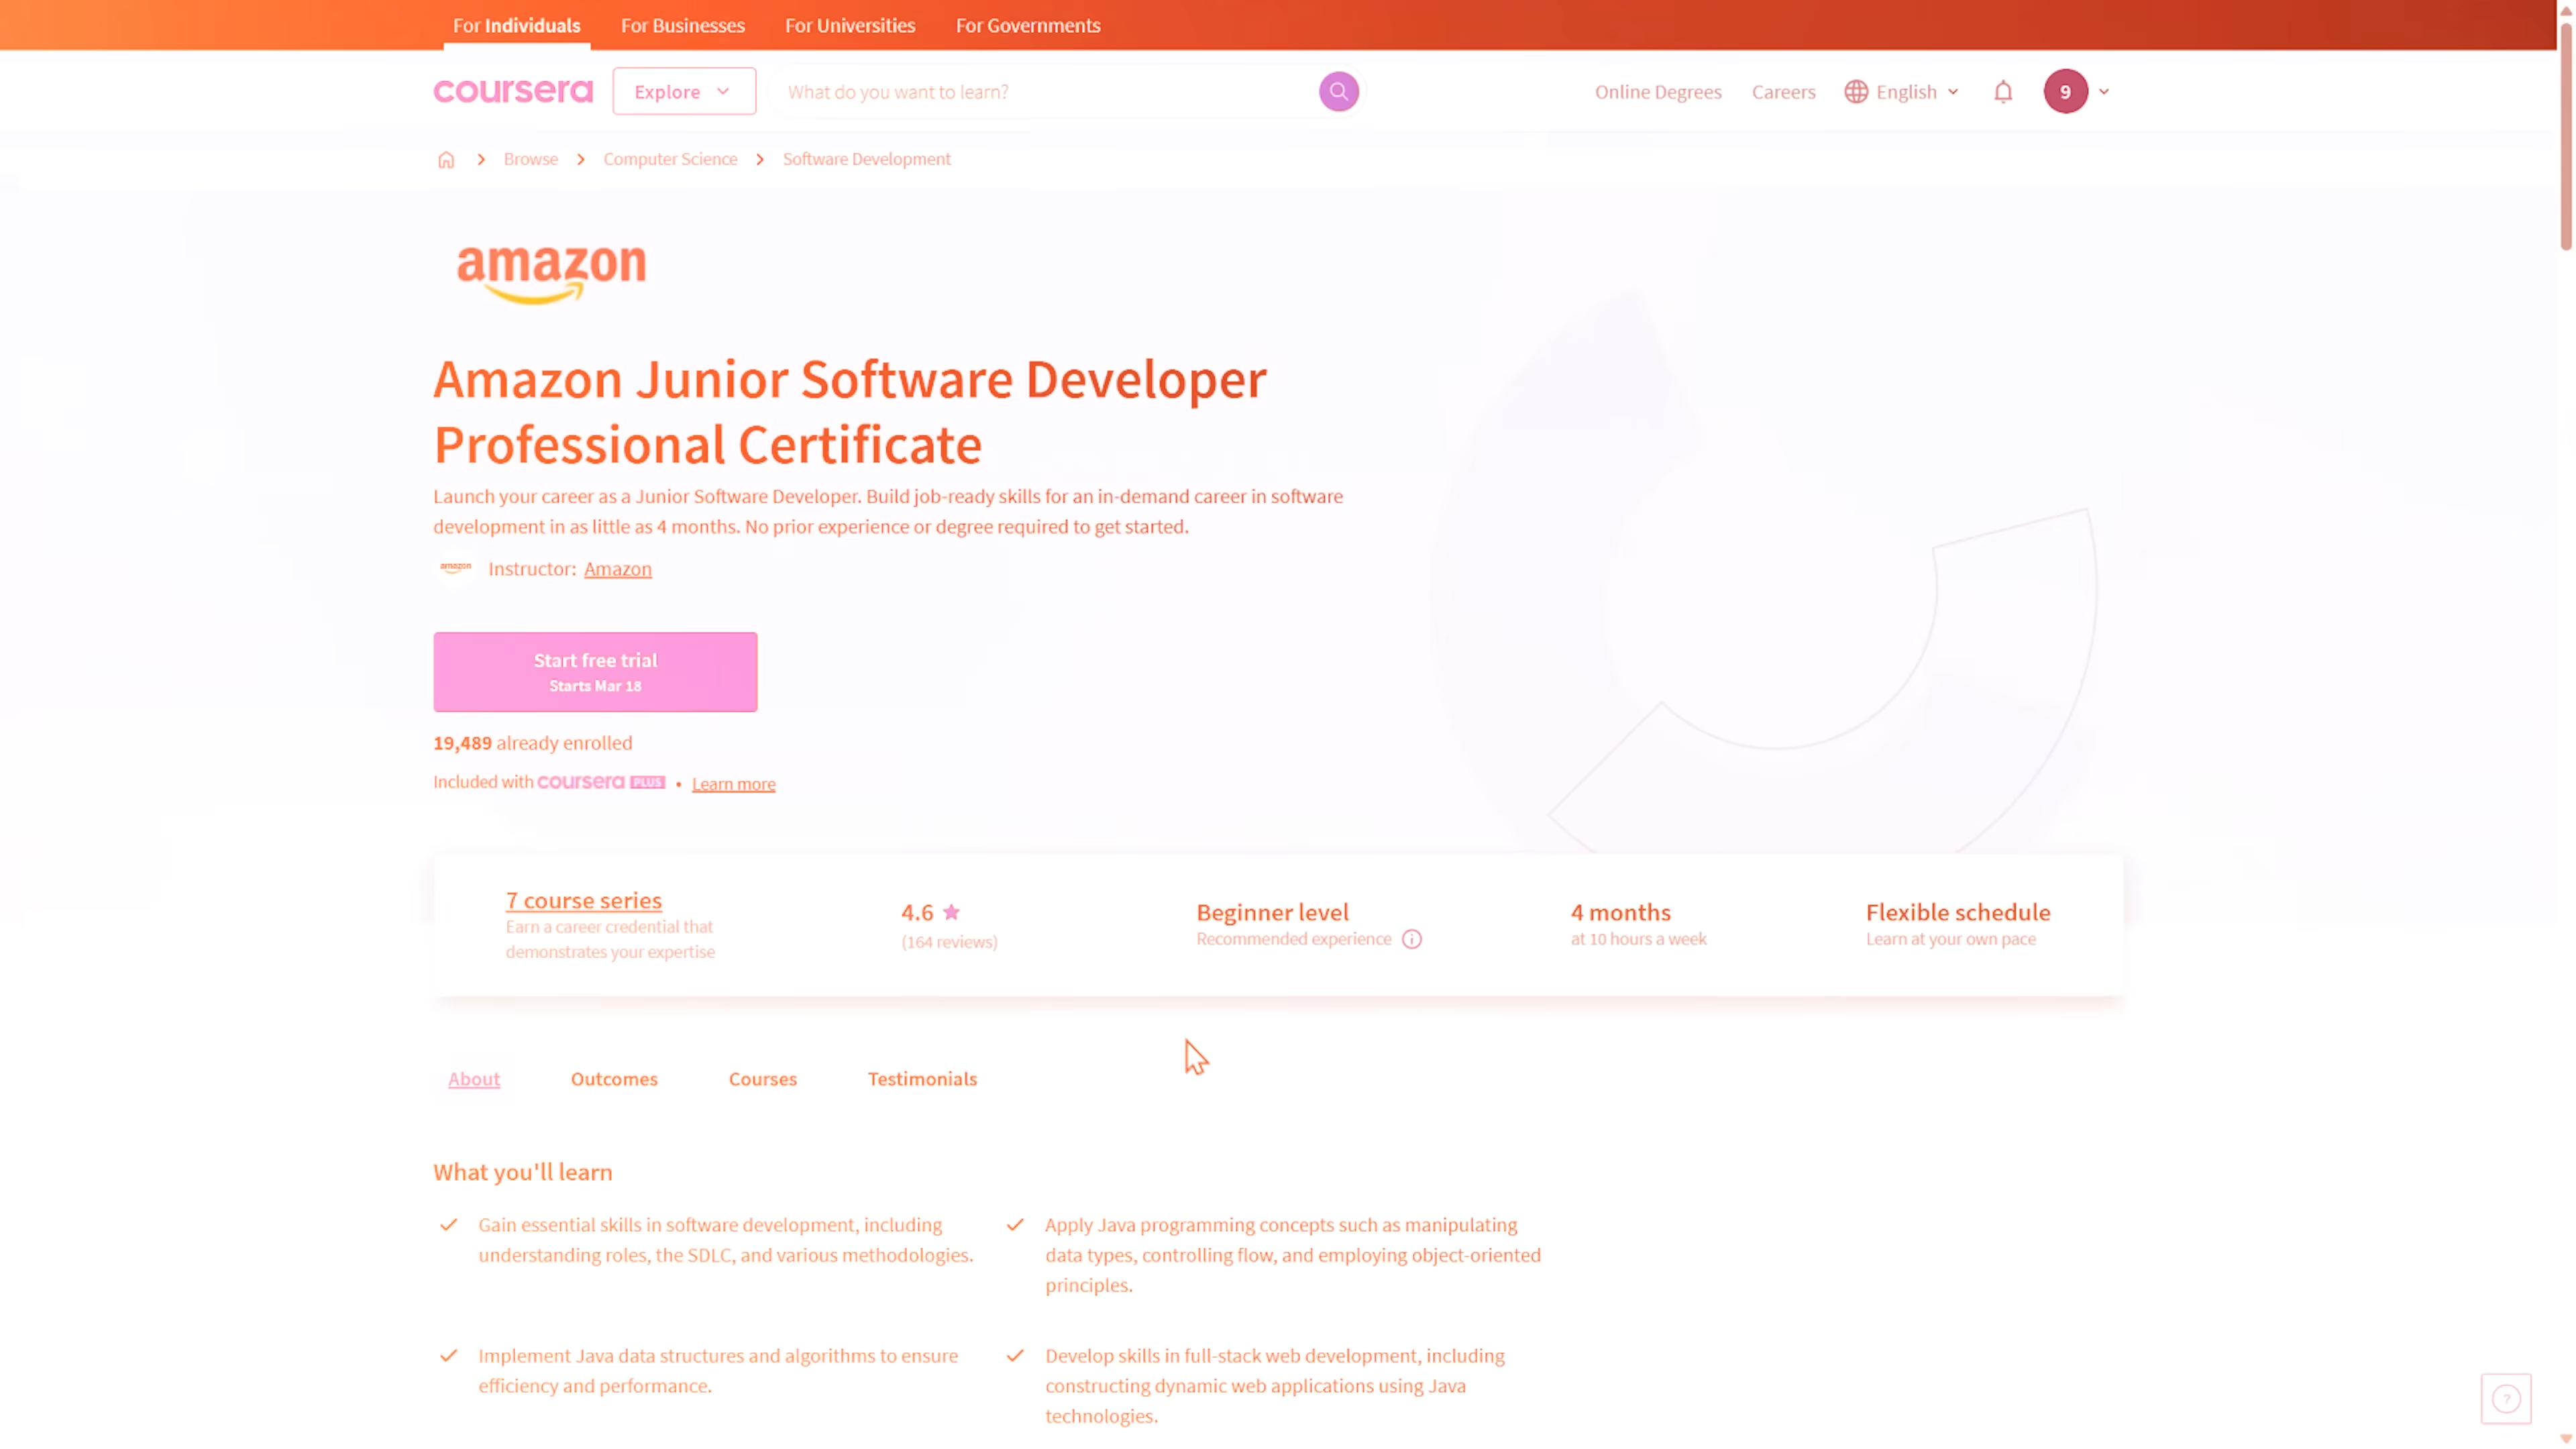 For Individuals For Businesses For Universities For Governments
coursera Explore What do you want to learn? Online Degrees Careers English 9
Browse Computer Science Software Development
amazon
Amazon Junior Software Developer
Professional Certificate
Launch your career as a Junior Software Developer. Build job-ready skills for an in-demand career in software
development in as little as 4 months. No prior experience or degree required to get started.
amazon Instructor: Amazon
Start free trial
Starts Mar 18
19,489 already enrolled
Included with coursera PLUS • Learn more
7 course series
Earn a career credential that
demonstrates your expertise
4.6
(164 reviews)
Beginner level
Recommended experience
4 months
at 10 hours a week
Flexible schedule
Learn at your own pace
About Outcomes Courses Testimonials
What you'll learn
Gain essential skills in software development, including
understanding roles, the SDLC, and various methodologies.
Apply Java programming concepts such as manipulating
data types, controlling flow, and employing object-oriented
principles.
Implement Java data structures and algorithms to ensure
efficiency and performance.
Develop skills in full-stack web development, including
constructing dynamic web applications using Java
technologies.
?